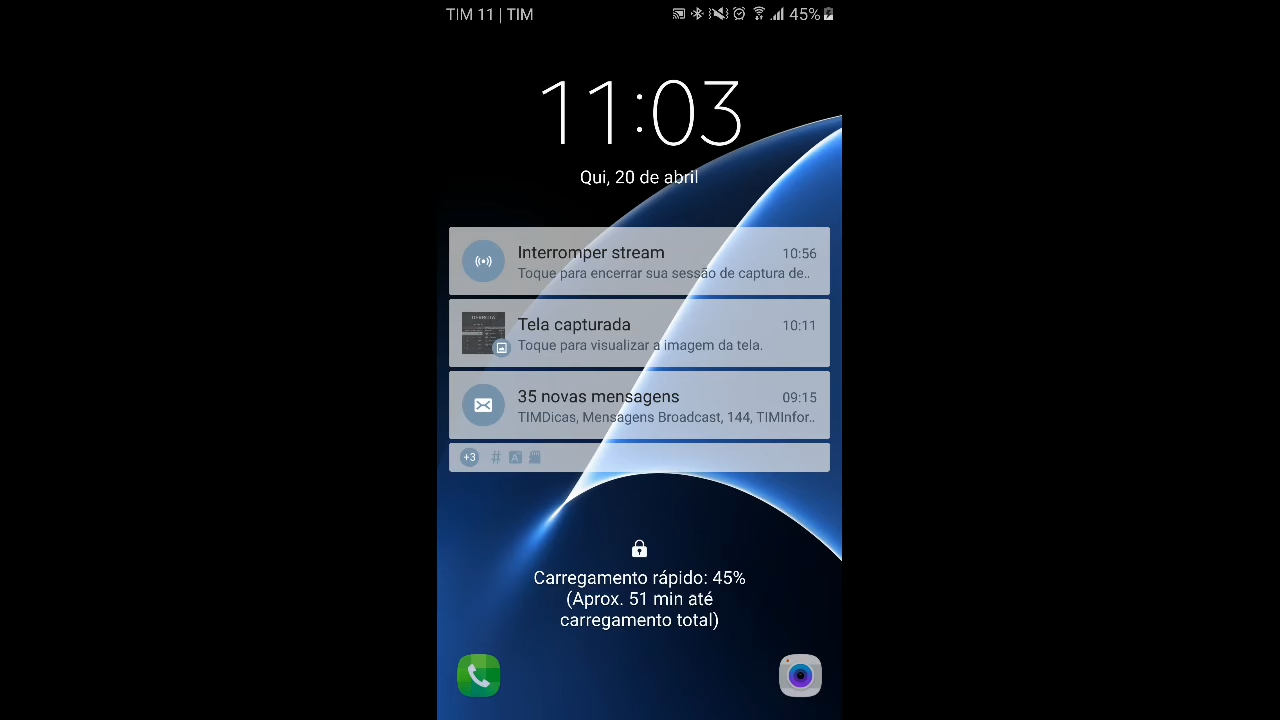 TIM 11 | TIM
45%
11:03
Qui, 20 de abril
Interromper stream 10:56
Toque para encerrar sua sessão de captura de..
Tela capturada 10:11
Toque para visualizar a imagem da tela.
35 novas mensagens 09:15
TIMDicas, Mensagens Broadcast, 144, TIMInfor..
+3 # A
Carregamento rápido: 45%
(Aprox. 51 min até
carregamento total)